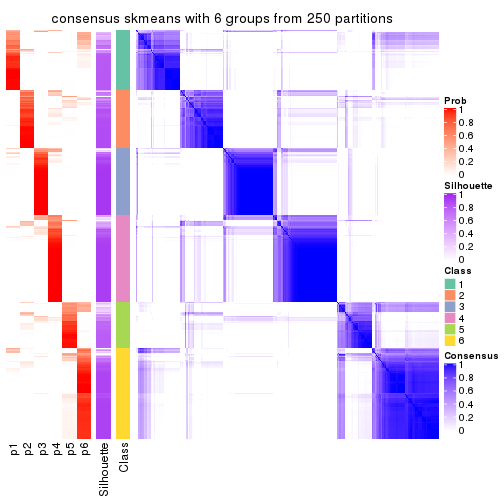 consensus skmeans with 6 groups from 250 partitions
Prob
1
0.8
0.6
0.4
0.2
0
Silhouette
1
0.8
0.6
0.4
0.2
0
Class
1
2
3
4
5
6
Consensus
1
0.8
0.6
0.4
0.2
0
p1
p2
p3
p4
p5
p6
Silhouette
Class